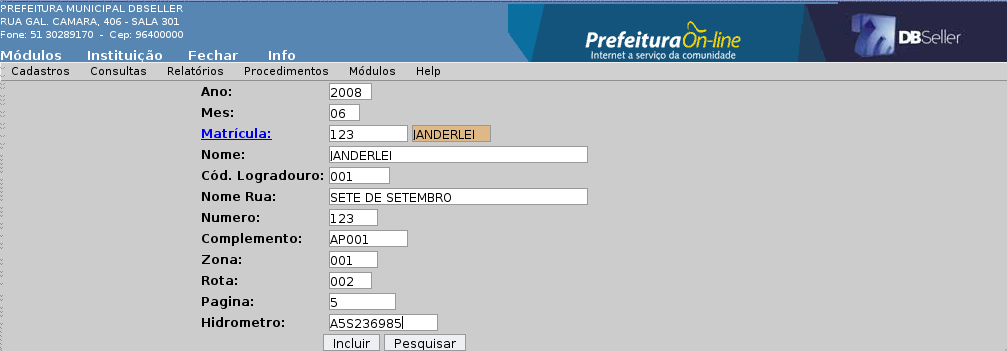 PREFEITURA MUNICIPAL DBSELLER
RUA GAL. CAMARA, 406 - SALA 301
Fone: 51 30289170 - Cep: 96400000
PrefeituraOn-line
Internet a serviço da comunidade
DBSeller
Módulos Instituição Fechar Info
Cadastros Consultas Relatórios Procedimentos Módulos Help
Ano: 2008
Mes: 06
Matrícula: 123 JANDERLEI
Nome: JANDERLEI
Cód. Logradouro: 001
Nome Rua: SETE DE SETEMBRO
Numero: 123
Complemento: AP001
Zona: 001
Rota: 002
Pagina: 5
Hidrometro: A5S236985
Incluir Pesquisar